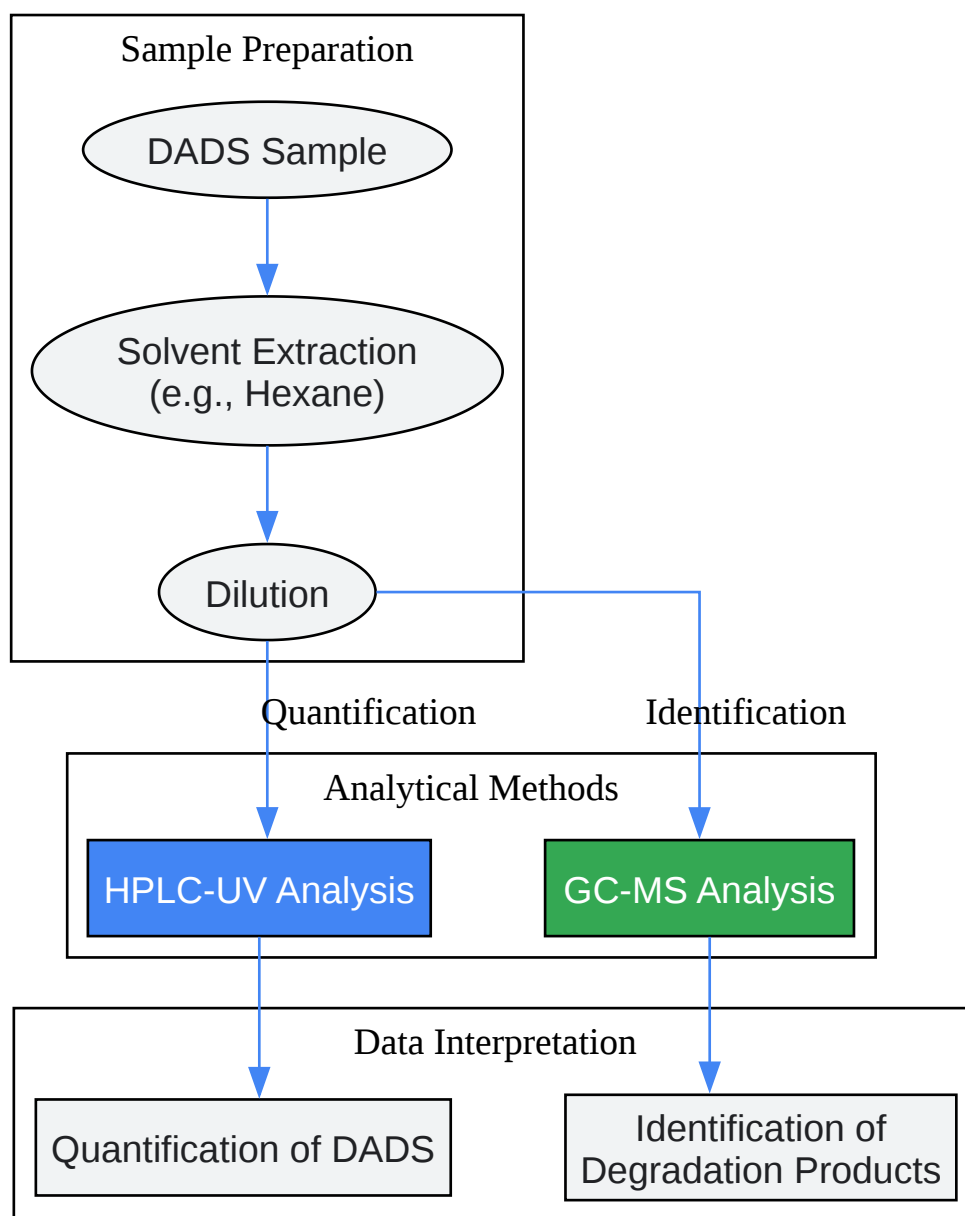 Sample Preparation
DADS Sample
Solvent Extraction
(e.g., Hexane)
Dilution
Quantification
Identification
Analytical Methods
HPLC-UV Analysis
GC-MS Analysis
Data Interpretation
Quantification of DADS
Identification of
Degradation Products